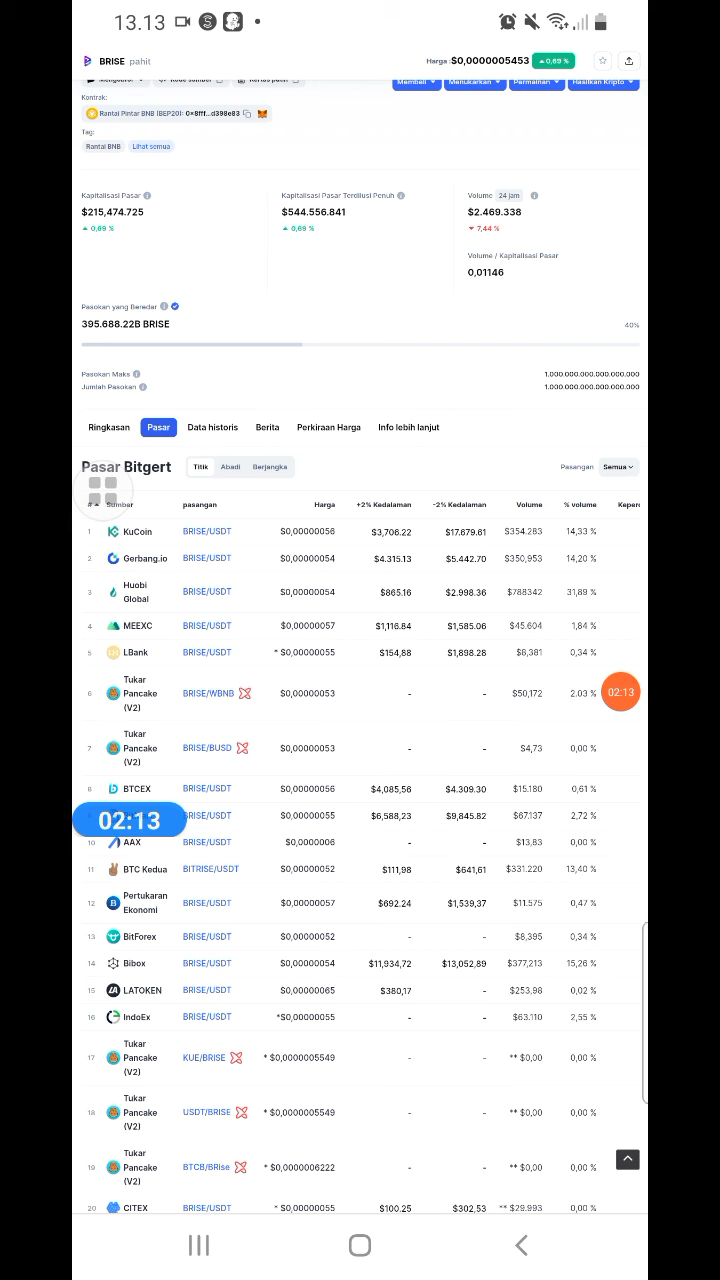 13.13
BRISE pahit
Harga :$0,0000005453 0,69 %
Membali Menukarkan Permainan Hasilkan Kripto
Kontrak:
Rantai Pintar BNB (BEP20): 0x8fff...d398e83
Tag:
Rantai BNB Lihat semua
Kapitalisasi Pasar
$215,474.725
0,69 %
Kapitalisasi Pasar Terdilusi Penuh
$544.556.841
0,69 %
Volume 24 jam
$2.469.338
7,44 %
Volume / Kapitalisasi Pasar
0,01146
Pasokan yang Beredar
395.688.22B BRISE 40%
Pasokan Maks 1.000.000.000.000.000.000
Jumlah Pasokan 1.000.000.000.000.000.000
Ringkasan Pasar Data historis Berita Perkiraan Harga Info lebih lanjut
Pasar Bitgert Titik Abadi Berjangka Pasangan Semua
# Sumber pasangan Harga +2% Kedalaman -2% Kedalaman Volume % volume Keperc
1 KuCoin BRISE/USDT $0,00000056 $3,706.22 $17.679.61 $354.283 14,33 %
2 Gerbang.io BRISE/USDT $0,00000054 $4.315.13 $5.442.70 $350,953 14,20 %
3 Huobi Global BRISE/USDT $0,00000054 $865.16 $2.998.36 $788342 31,89 %
4 MEEXC BRISE/USDT $0,00000057 $1,116.84 $1,585.06 $45.604 1,84 %
5 LBank BRISE/USDT * $0,00000055 $154,88 $1,898.28 $8,381 0,34 %
6 Tukar Pancake (V2) BRISE/WBNB $0,00000053 - - $50,172 2.03 %
02:13
7 Tukar Pancake (V2) BRISE/BUSD $0,00000053 - - $4,73 0,00 %
8 BTCEX BRISE/USDT $0,00000056 $4,085,56 $4.309.30 $15.180 0,61 %
BRISE/USDT $0,00000055 $6,588,23 $9,845.82 $67.137 2,72 %
02:13
10 AAX BRISE/USDT $0,0000006 - - $13,83 0,00 %
11 BTC Kedua BITRISE/USDT $0,00000052 $111,98 $641,61 $331.220 13,40 %
12 Pertukaran Ekonomi BRISE/USDT $0,00000057 $692.24 $1,539,37 $11.575 0,47 %
13 BitForex BRISE/USDT $0,00000052 - - $8,395 0,34 %
14 Bibox BRISE/USDT $0,00000054 $11,934,72 $13,052,89 $377,213 15,26 %
15 LATOKEN BRISE/USDT $0,00000065 $380,17 - $253,98 0,02 %
16 IndoEx BRISE/USDT *$0,00000055 - - $63.110 2,55 %
17 Tukar Pancake (V2) KUE/BRISE * $0,0000005549 - - ** $0,00 0,00 %
18 Tukar Pancake (V2) USDT/BRISE * $0,0000005549 - - ** $0,00 0,00 %
19 Tukar Pancake (V2) BTCB/BRIse * $0,0000006222 - - ** $0,00 0,00 %
20 CITEX BRISE/USDT * $0,00000055 $100.25 $302,53 ** $29.993 0,00 %